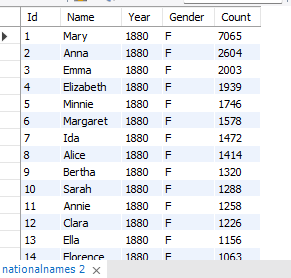 Id Name Year Gender Count
1 Mary 1880 F 7065
2 Anna 1880 F 2604
3 Emma 1880 F 2003
4 Elizabeth 1880 F 1939
5 Minnie 1880 F 1746
6 Margaret 1880 F 1578
7 Ida 1880 F 1472
8 Alice 1880 F 1414
9 Bertha 1880 F 1320
10 Sarah 1880 F 1288
11 Annie 1880 F 1258
12 Clara 1880 F 1226
13 Ella 1880 F 1156
14 Florence 1880 F 1063
nationalnames 2